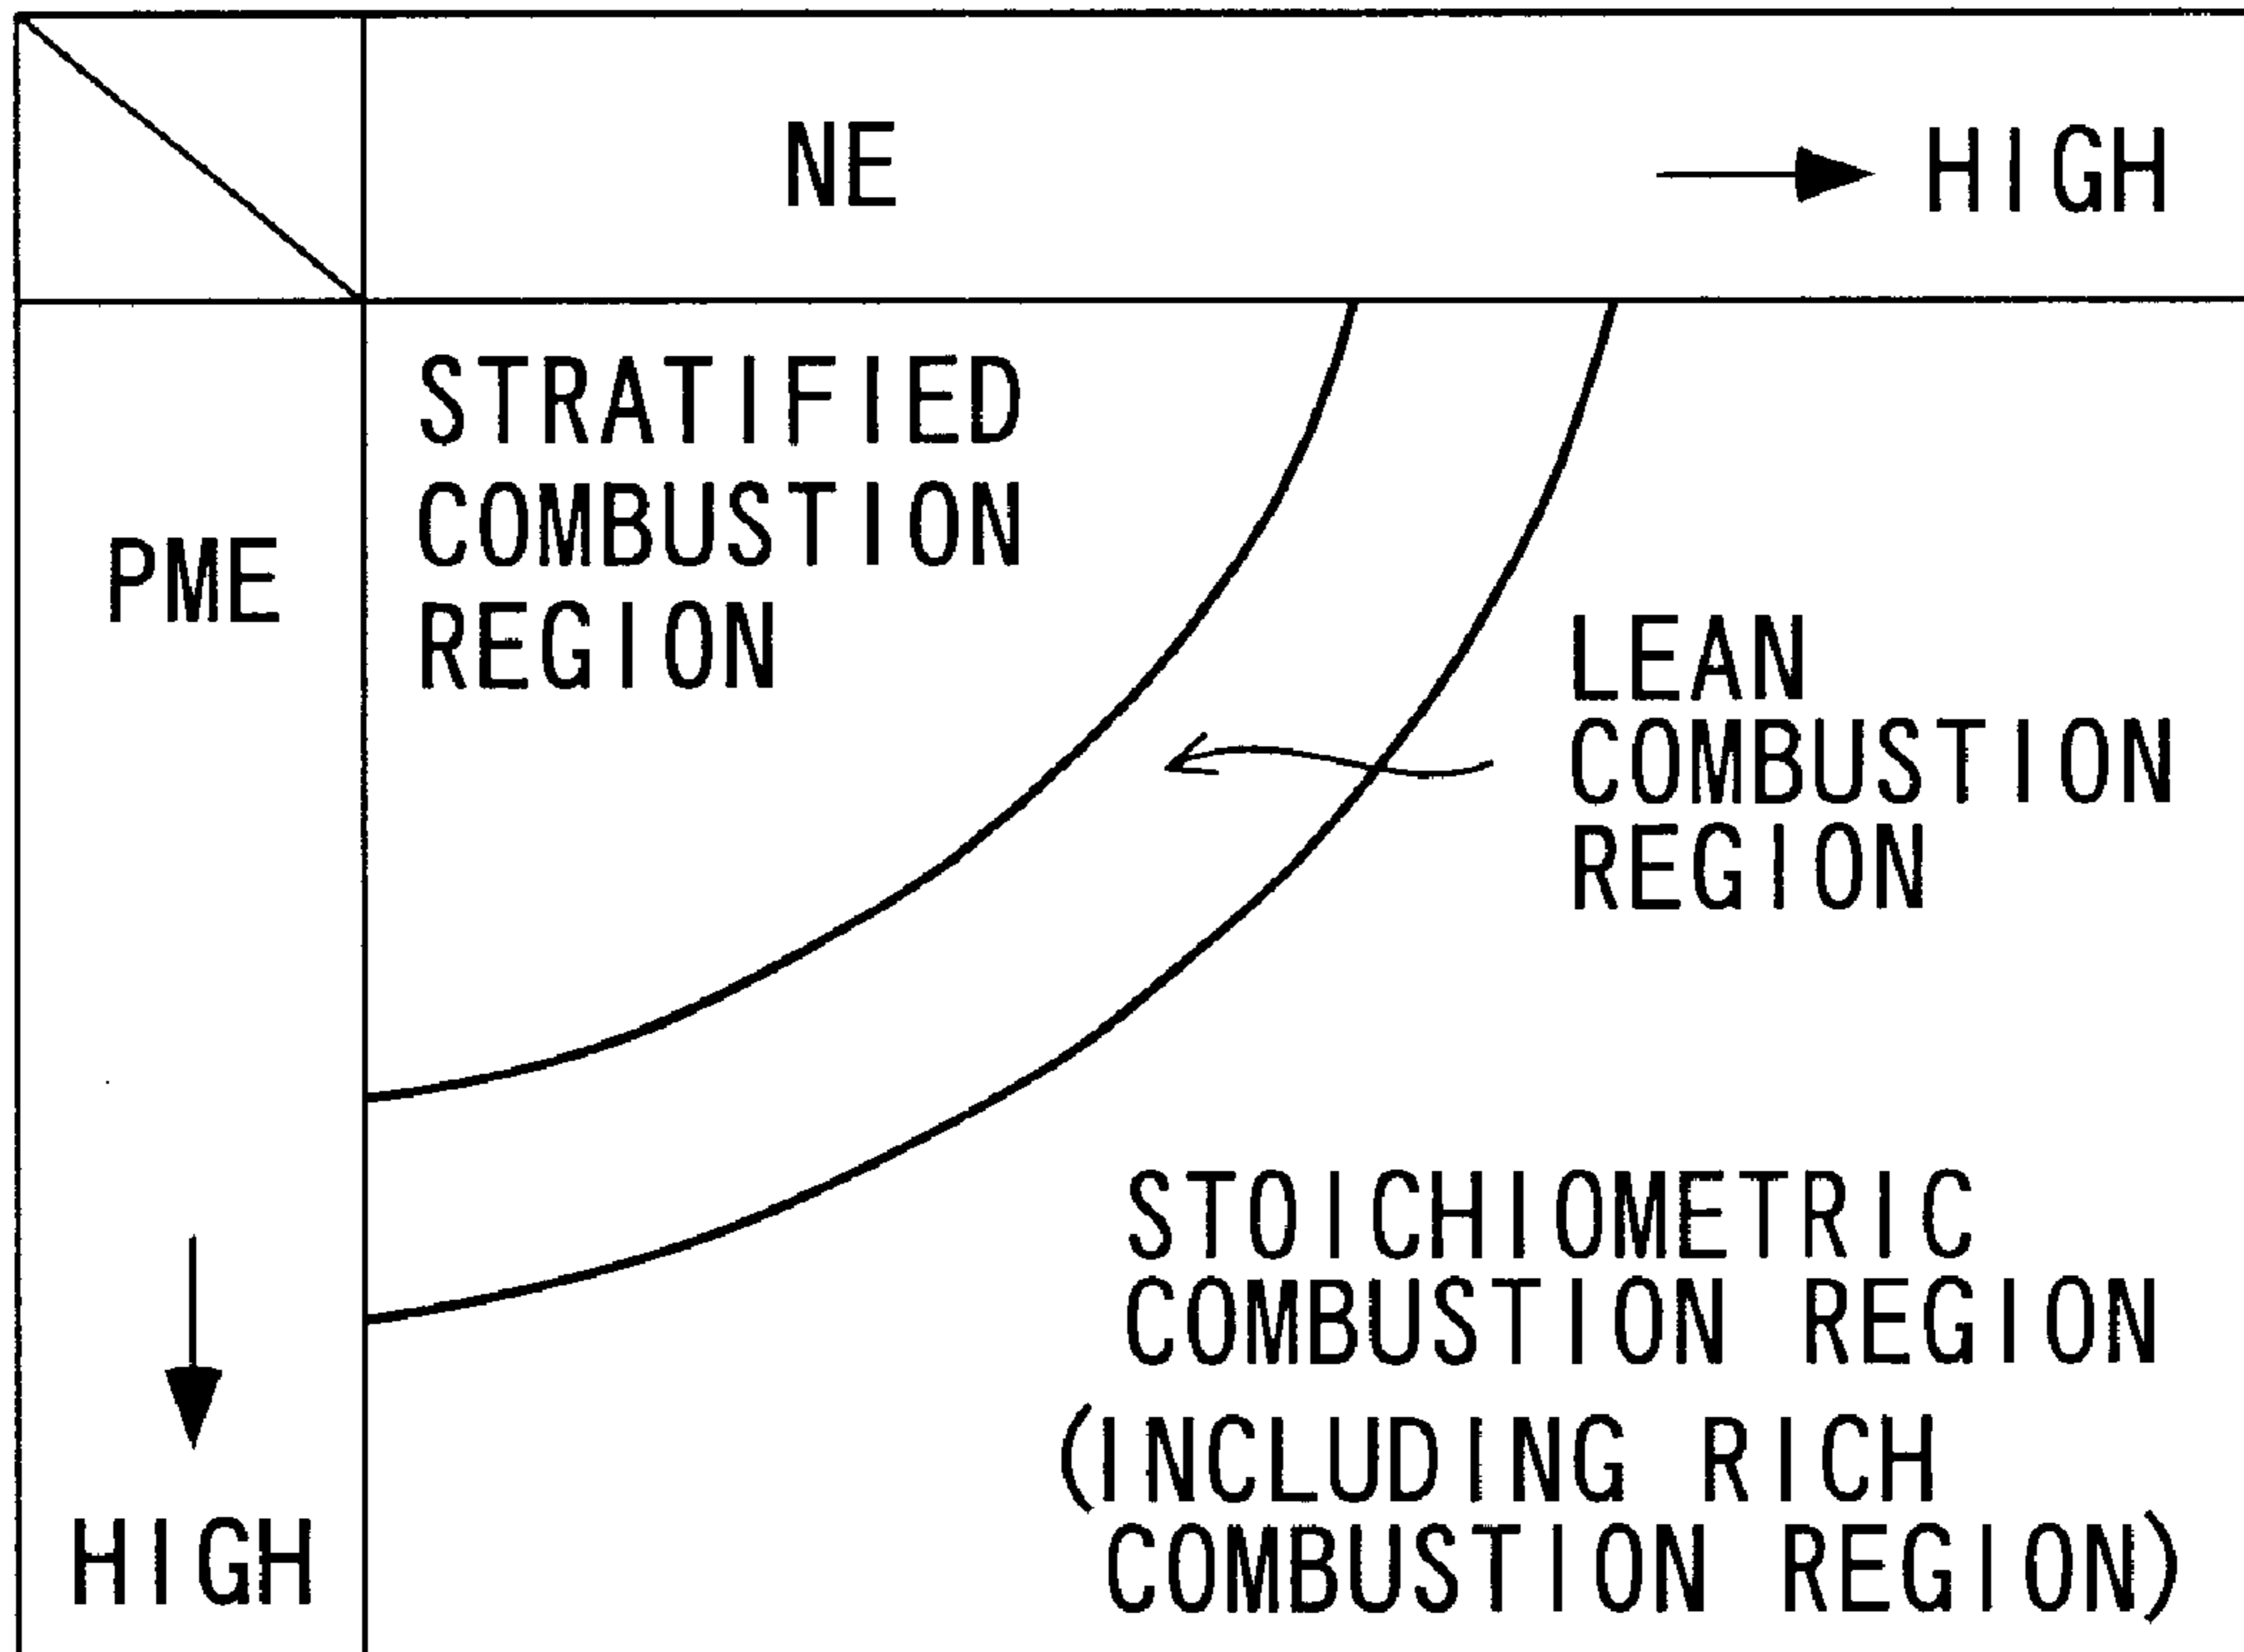 NE
HIGH
PME
STRATIFIED
COMBUSTION
REGION
LEAN
COMBUSTION
REGION
STOICHIOMETRIC
COMBUSTION REGION
(INCLUDING RICH
COMBUSTION REGION)
HIGH